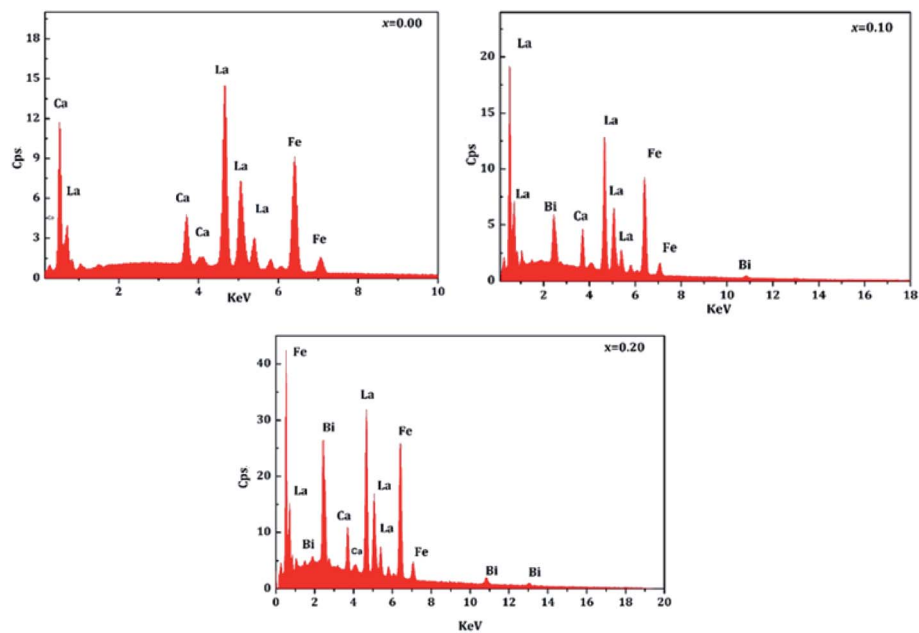 x=0.00
18
15
12
9
6
3
0
Cps
Ca
La
Ca
Ca
La
La
La
Fe
Fe
2 4 6 8 10
KeV
x=0.10
20
15
10
5
0
Cps
La
La
Bi
Ca
La
La
La
Fe
Fe
Bi
2 4 6 8 10 12 14 16 18
KeV
x=0.20
40
30
20
10
0
Cps
Fe
La
Bi
Bi
Ca
Ca
La
La
La
Fe
Fe
Bi
Bi
0 2 4 6 8 10 12 14 16 18 20
KeV